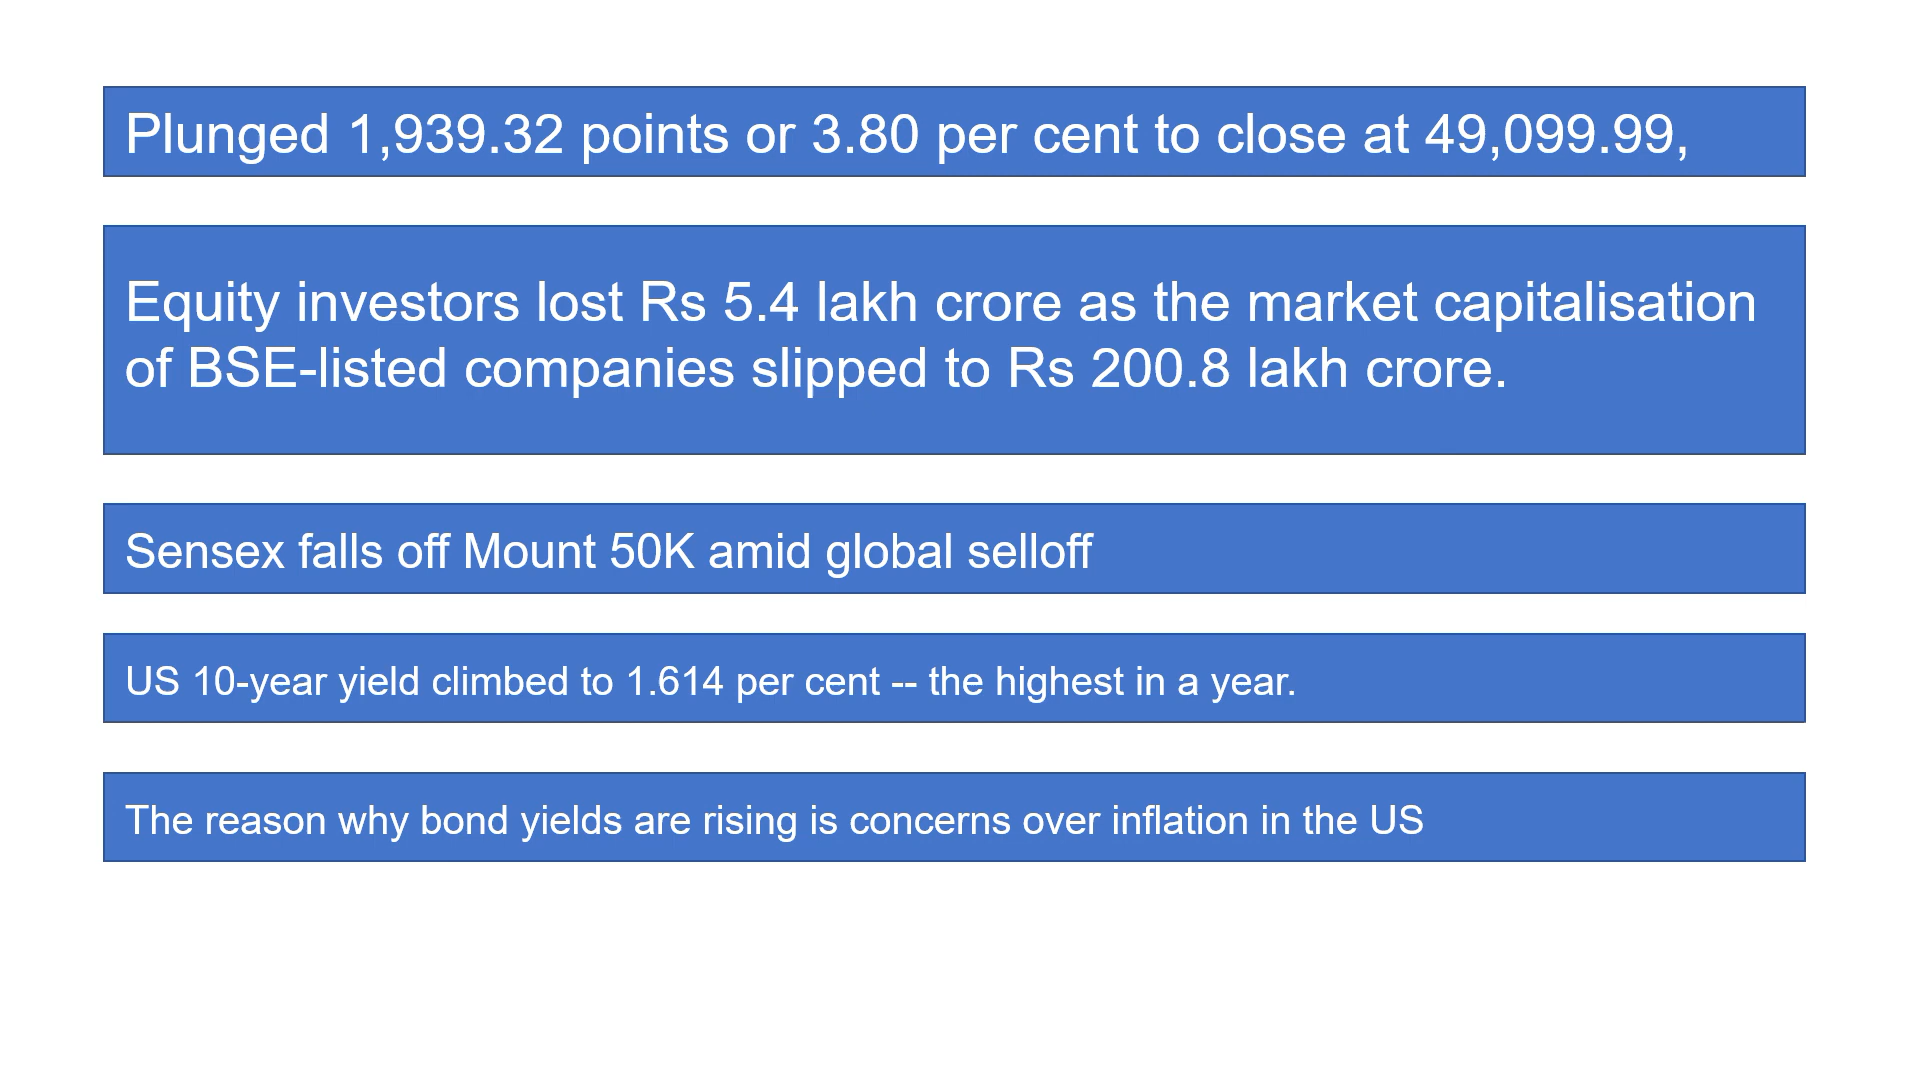 Plunged 1,939.32 points or 3.80 per cent to close at 49,099.99,
Equity investors lost Rs 5.4 lakh crore as the market capitalisation
of BSE-listed companies slipped to Rs 200.8 lakh crore.
Sensex falls off Mount 50K amid global selloff
US 10-year yield climbed to 1.614 per cent -- the highest in a year.
The reason why bond yields are rising is concerns over inflation in the US